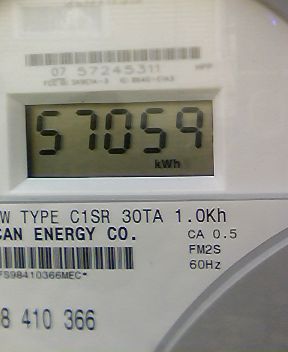 07 57245311
57059
kWh
W TYPE C1SR 30TA 1.0Kh
CAN ENERGY CO.
CA 0.5
FM2S
60Hz
FS98410366MEC*
8 410 366